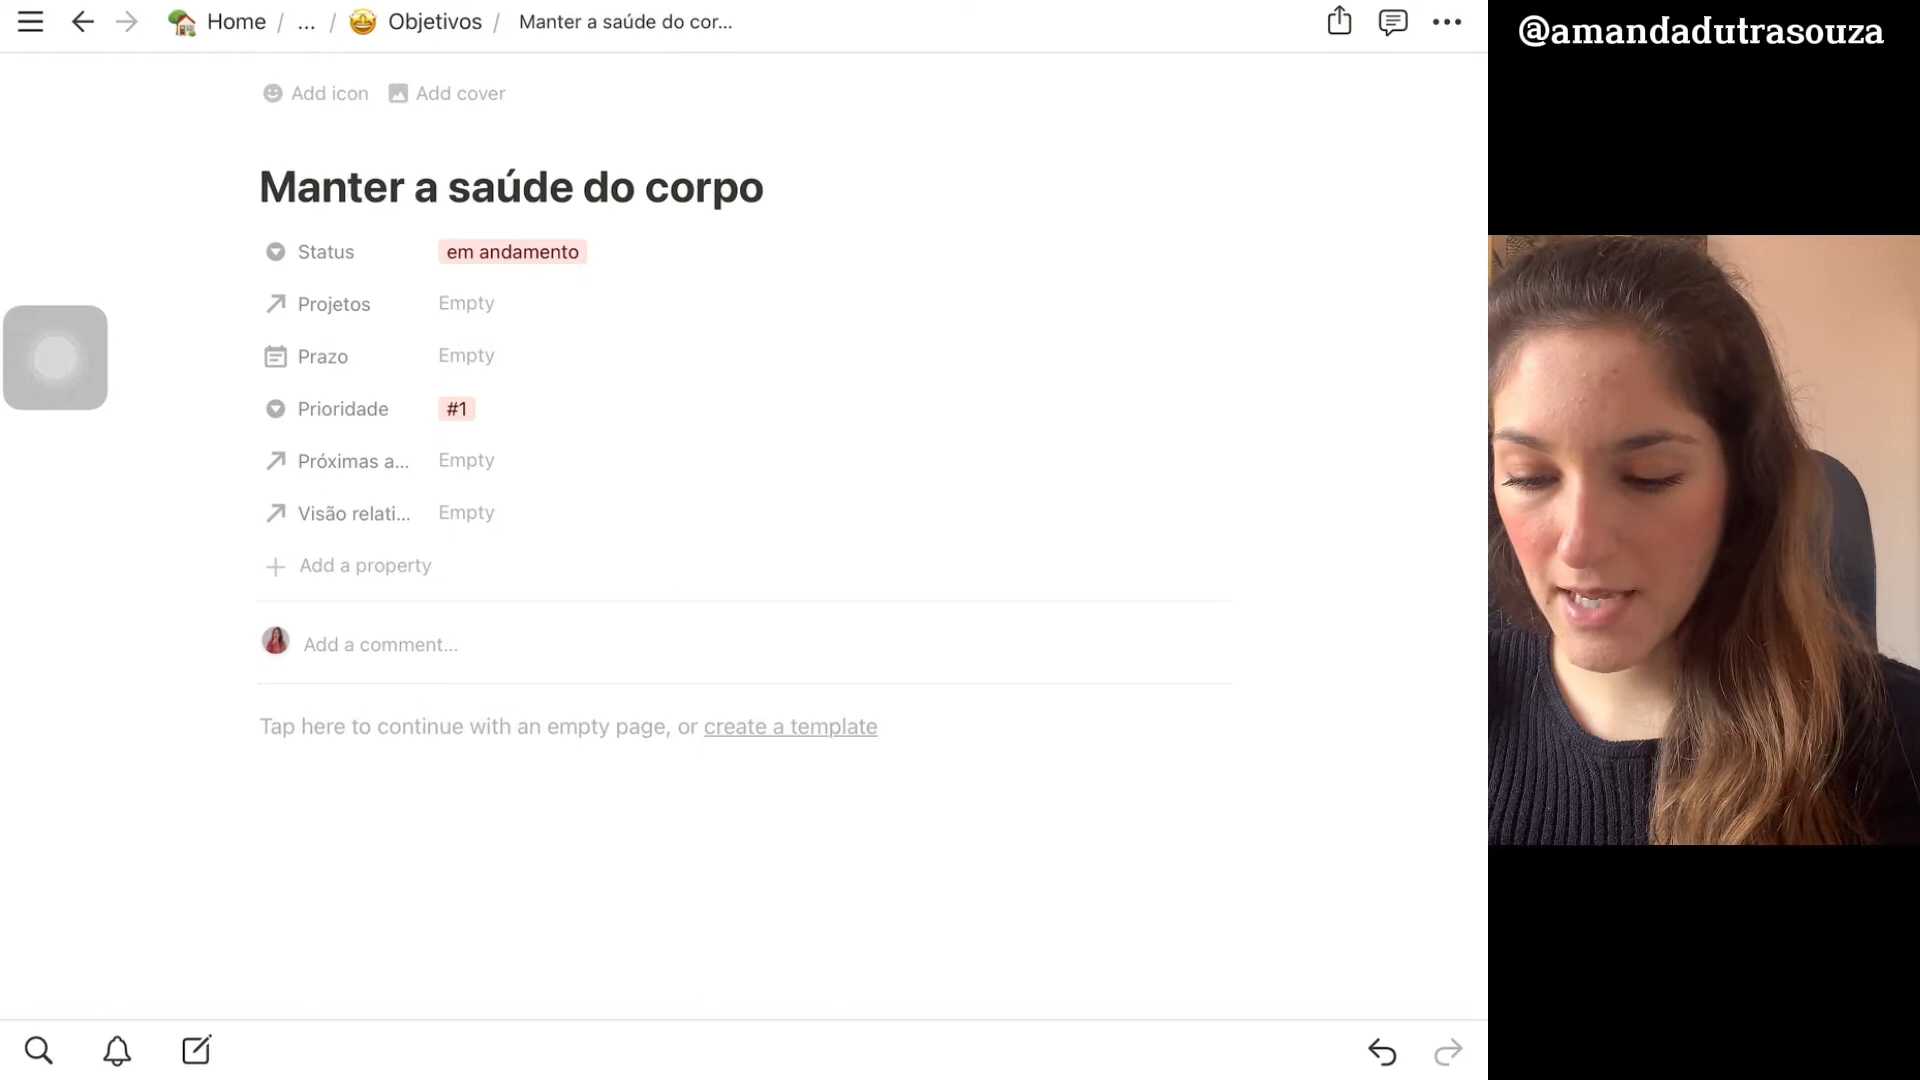 Home / ... / Objetivos / Manter a saúde do cor...
@amandadutrasouza
Add icon Add cover
Manter a saúde do corpo
Status em andamento
Projetos Empty
Prazo Empty
Prioridade #1
Próximas a... Empty
Visão relati... Empty
Add a property
Add a comment...
Tap here to continue with an empty page, or create a template